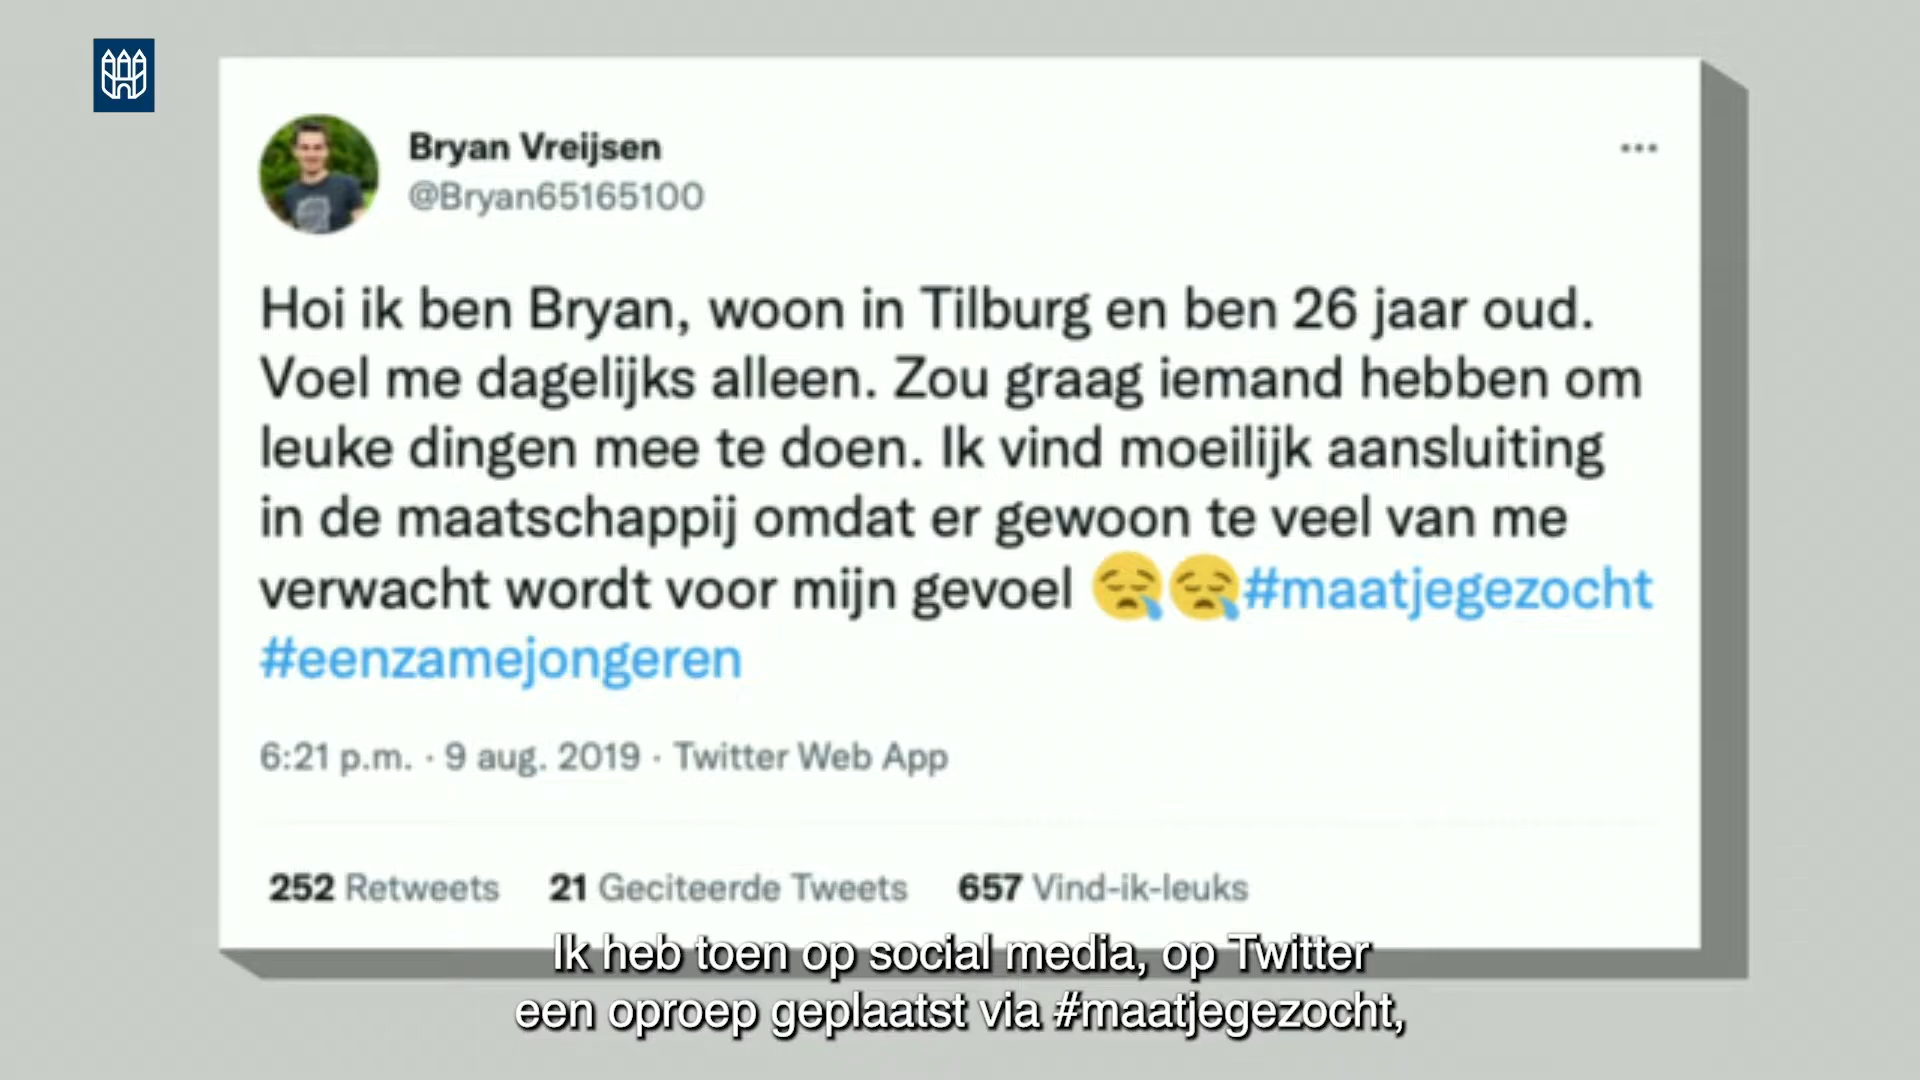 Bryan Vreijsen
@Bryan65165100
Hoi ik ben Bryan, woon in Tilburg en ben 26 jaar oud.
Voel me dagelijks alleen. Zou graag iemand hebben om
leuke dingen mee te doen. Ik vind moeilijk aansluiting
in de maatschappij omdat er gewoon te veel van me
verwacht wordt voor mijn gevoel 😪😪#maatjegezocht
#eenzamejongeren
6:21 p.m. · 9 aug. 2019 · Twitter Web App
252 Retweets 21 Geciteerde Tweets 657 Vind-ik-leuks
Ik heb toen op social media, op Twitter
een oproep geplaatst via #maatjegezocht,